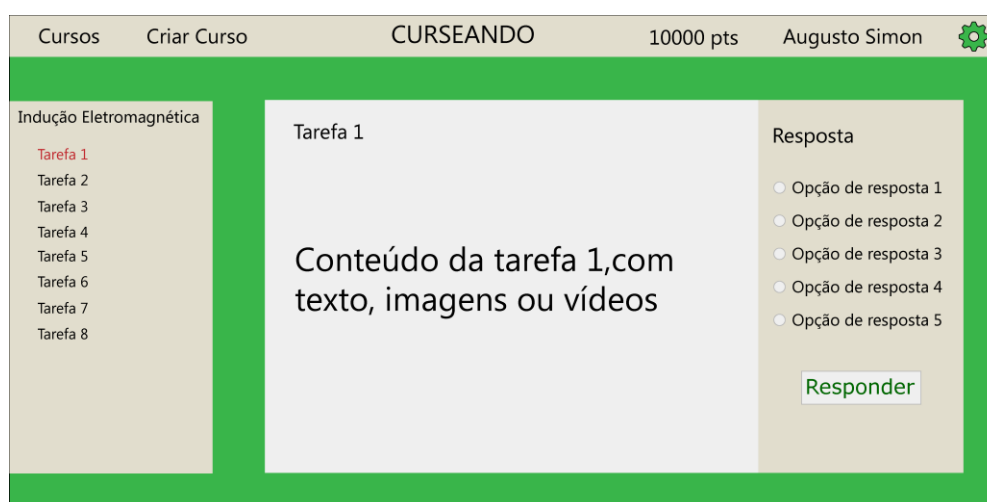 Cursos
Criar Curso
CURSEANDO
10000 pts
Augusto Simon
Indução Eletromagnética
Tarefa 1
Tarefa 2
Tarefa 3
Tarefa 4
Tarefa 5
Tarefa 6
Tarefa 7
Tarefa 8
Tarefa 1
Conteúdo da tarefa 1,com
texto, imagens ou vídeos
Resposta
Opção de resposta 1
Opção de resposta 2
Opção de resposta 3
Opção de resposta 4
Opção de resposta 5
Responder